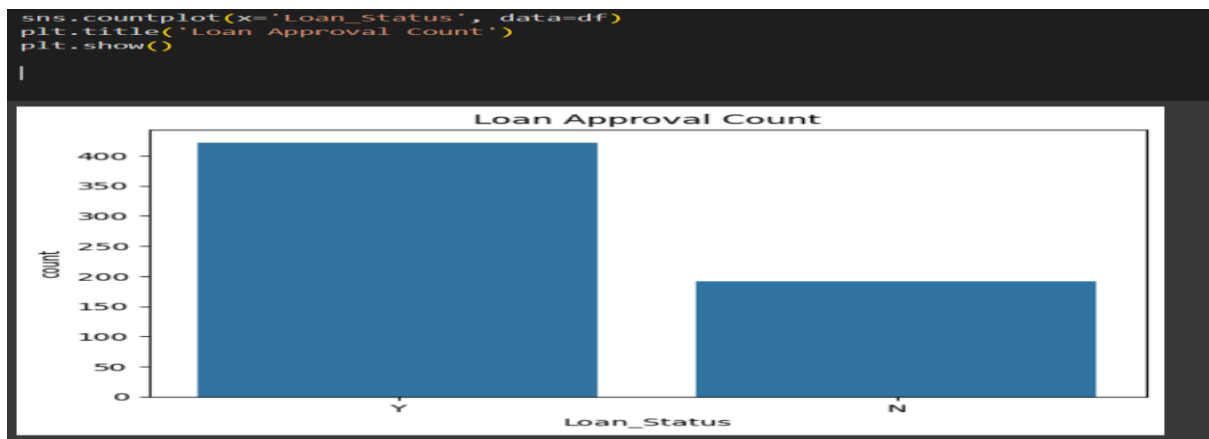 sns.countplot(x='Loan_Status', data=df)
plt.title('Loan Approval Count')
plt.show()
Loan Approval Count
400
350
300
250
200
150
100
50
0
count
Y N
Loan_Status